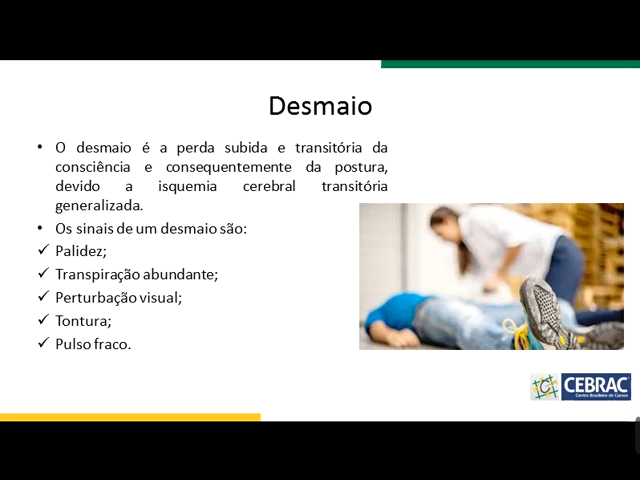 Desmaio
• O desmaio é a perda subida e transitória da
consciência e consequentemente da postura,
devido a isquemia cerebral transitória
generalizada.
• Os sinais de um desmaio são:
✓ Palidez;
✓ Transpiração abundante;
✓ Perturbação visual;
✓ Tontura;
✓ Pulso fraco.
CEBRAC
Centro Brasileiro de Cursos